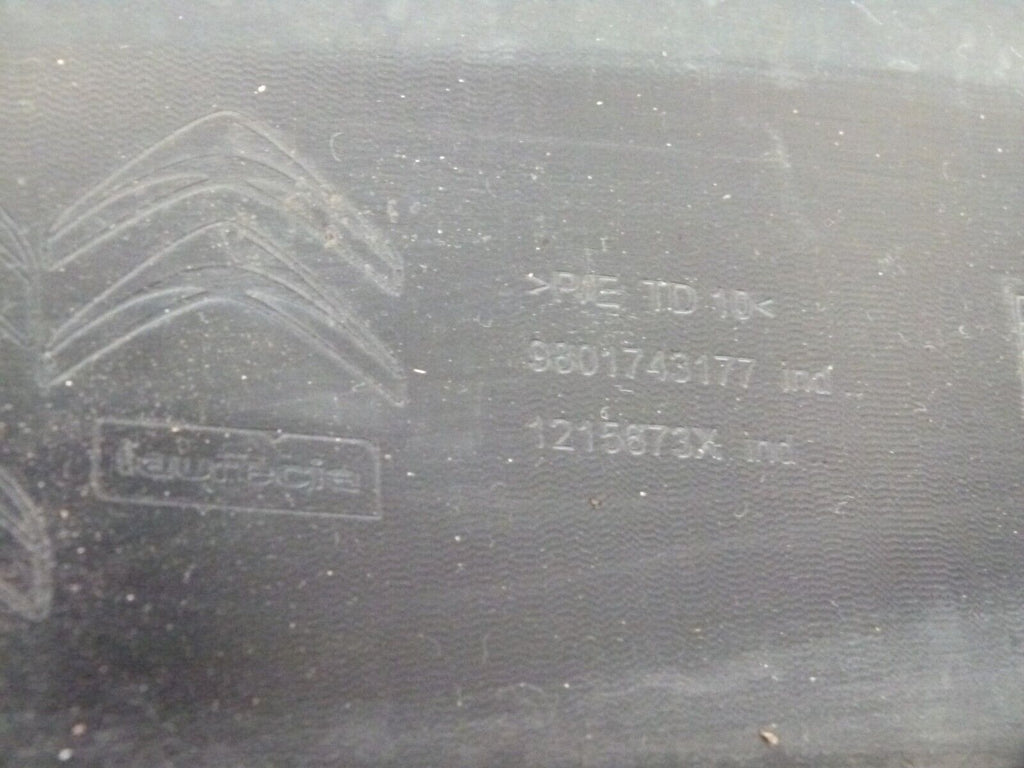 >P/E TD 10<
9801743177 ind
faurecia
1215673X ind